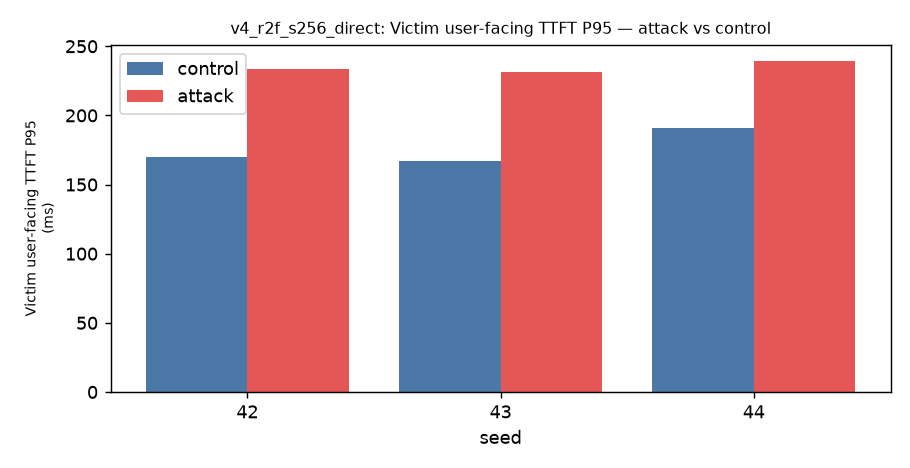 v4_r2f_s256_direct: Victim user-facing TTFT P95 — attack vs control
control
attack
Victim user-facing TTFT P95
(ms)
250
200
150
100
50
0
42
43
44
seed